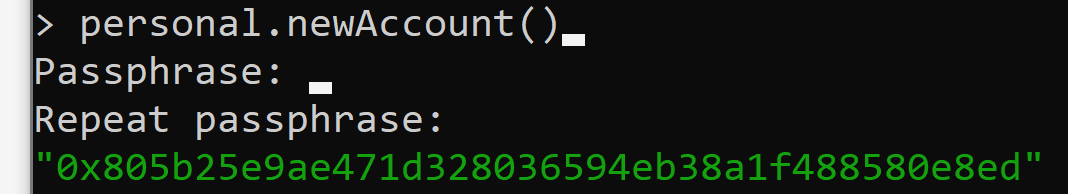 > personal.newAccount()
Passphrase:
Repeat passphrase:
"0x805b25e9ae471d328036594eb38a1f488580e8ed"